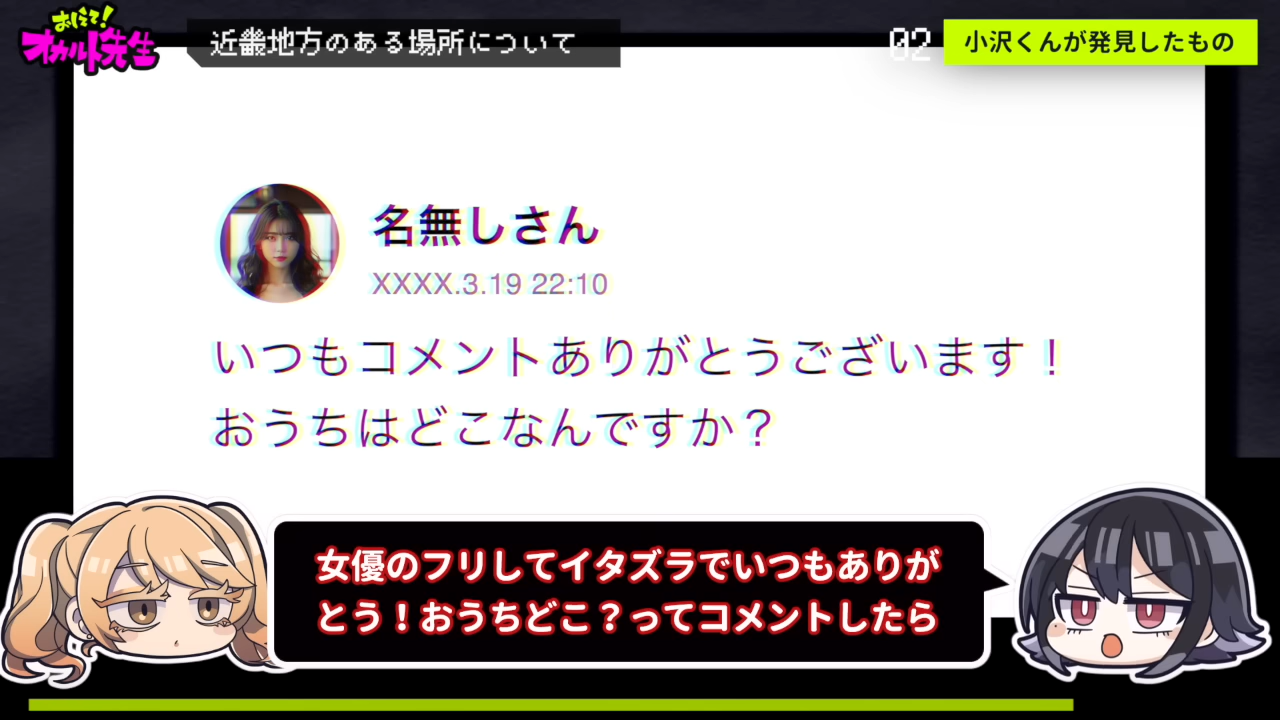 おしえて!
オカルト先生
近畿地方のある場所について
02
小沢くんが発見したもの
名無しさん
XXXX.3.19 22:10
いつもコメントありがとうございます！
おうちはどこなんですか？
女優のフリしてイタズラでいつもありが
とう！おうちどこ？ってコメントしたら